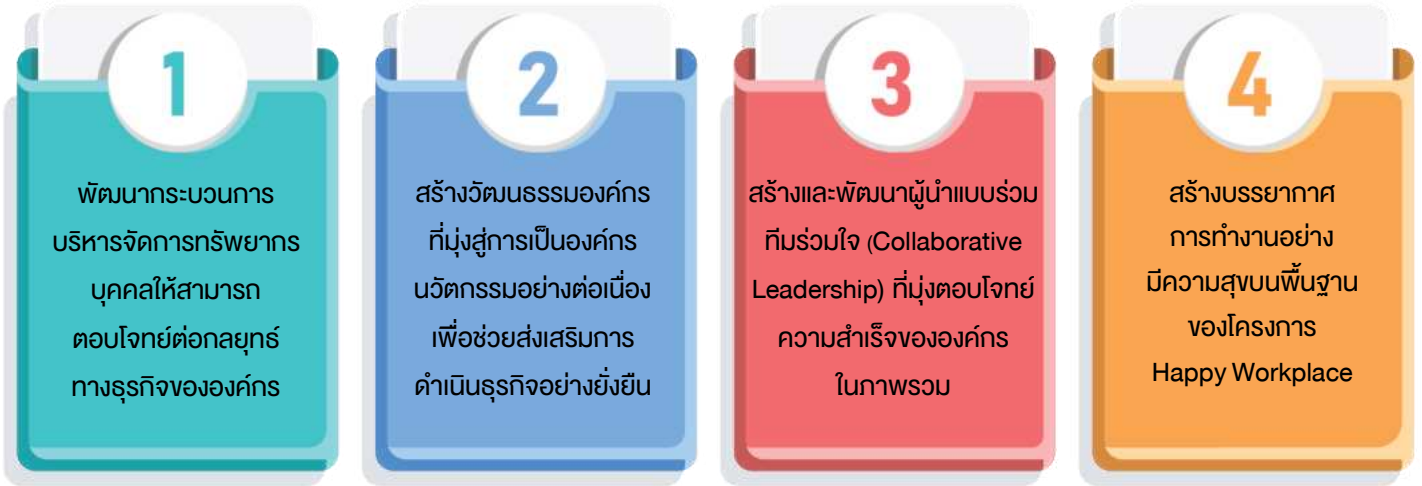 1
พัฒนากระบวนการ
บริหารจัดการทรัพยากร
บุคคลให้สามารถ
ตอบโจทย์ต่อกลยุทธ์
ทางธุรกิจขององค์กร
2
สร้างวัฒนธรรมองค์กร
ที่มุ่งสู่การเป็นองค์กร
นวัตกรรมอย่างต่อเนื่อง
เพื่อช่วยส่งเสริมการ
ดำเนินธุรกิจอย่างยั่งยืน
3
สร้างและพัฒนาผู้นำแบบร่วม
ทีมร่วมใจ (Collaborative
Leadership) ที่มุ่งตอบโจทย์
ความสำเร็จขององค์กร
ในภาพรวม
4
สร้างบรรยากาศ
การทำงานอย่าง
มีความสุขบนพื้นฐาน
ของโครงการ
Happy Workplace